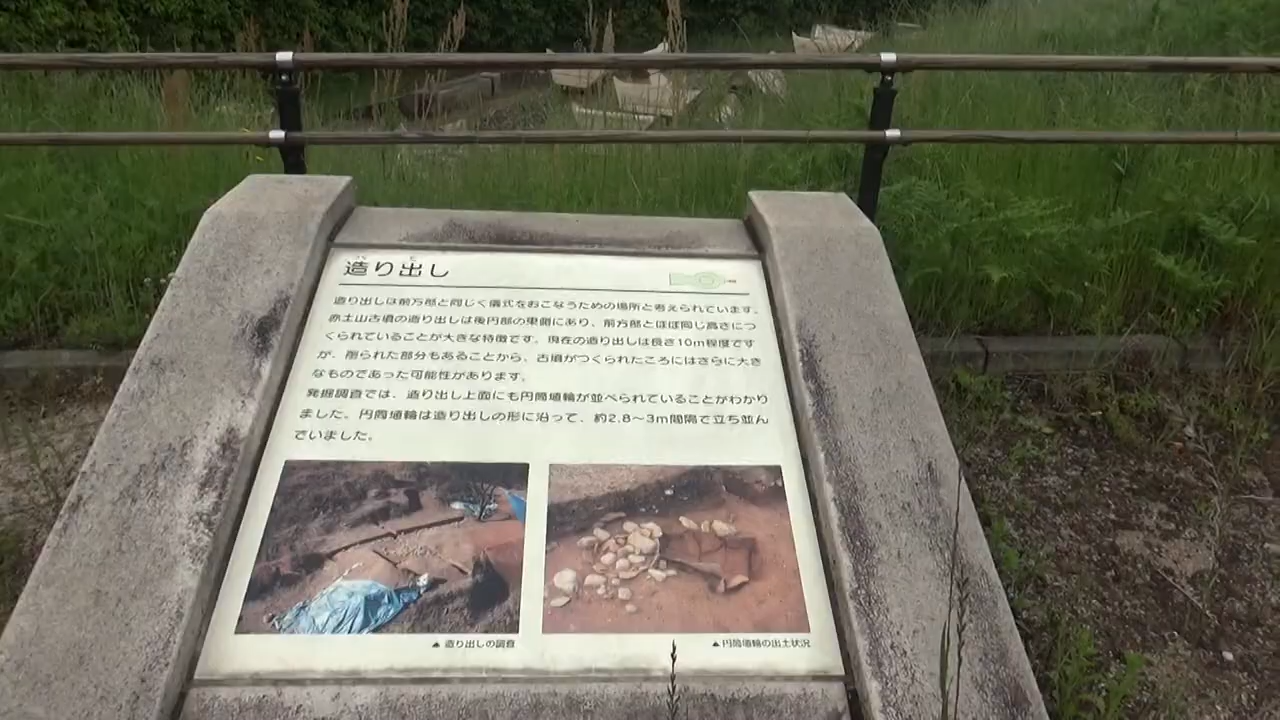 造り出し
造り出しは前方部と同じく儀式をおこなうための場所と考えられています。
赤土山古墳の造り出しは後円部の東側にあり、前方部とほぼ同じ高さにつ
くられていることが大きな特徴です。現在の造り出しは長さ10m程度です
が、削られた部分もあることから、古墳がつくられたころにはさらに大き
なものであった可能性があります。
発掘調査では、造り出し上面にも円筒埴輪が並べられていることがわかり
ました。円筒埴輪は造り出しの形に沿って、約2.8～3m間隔で立ち並ん
でいました。
▲ 造り出しの調査
▲円筒埴輪の出土状況